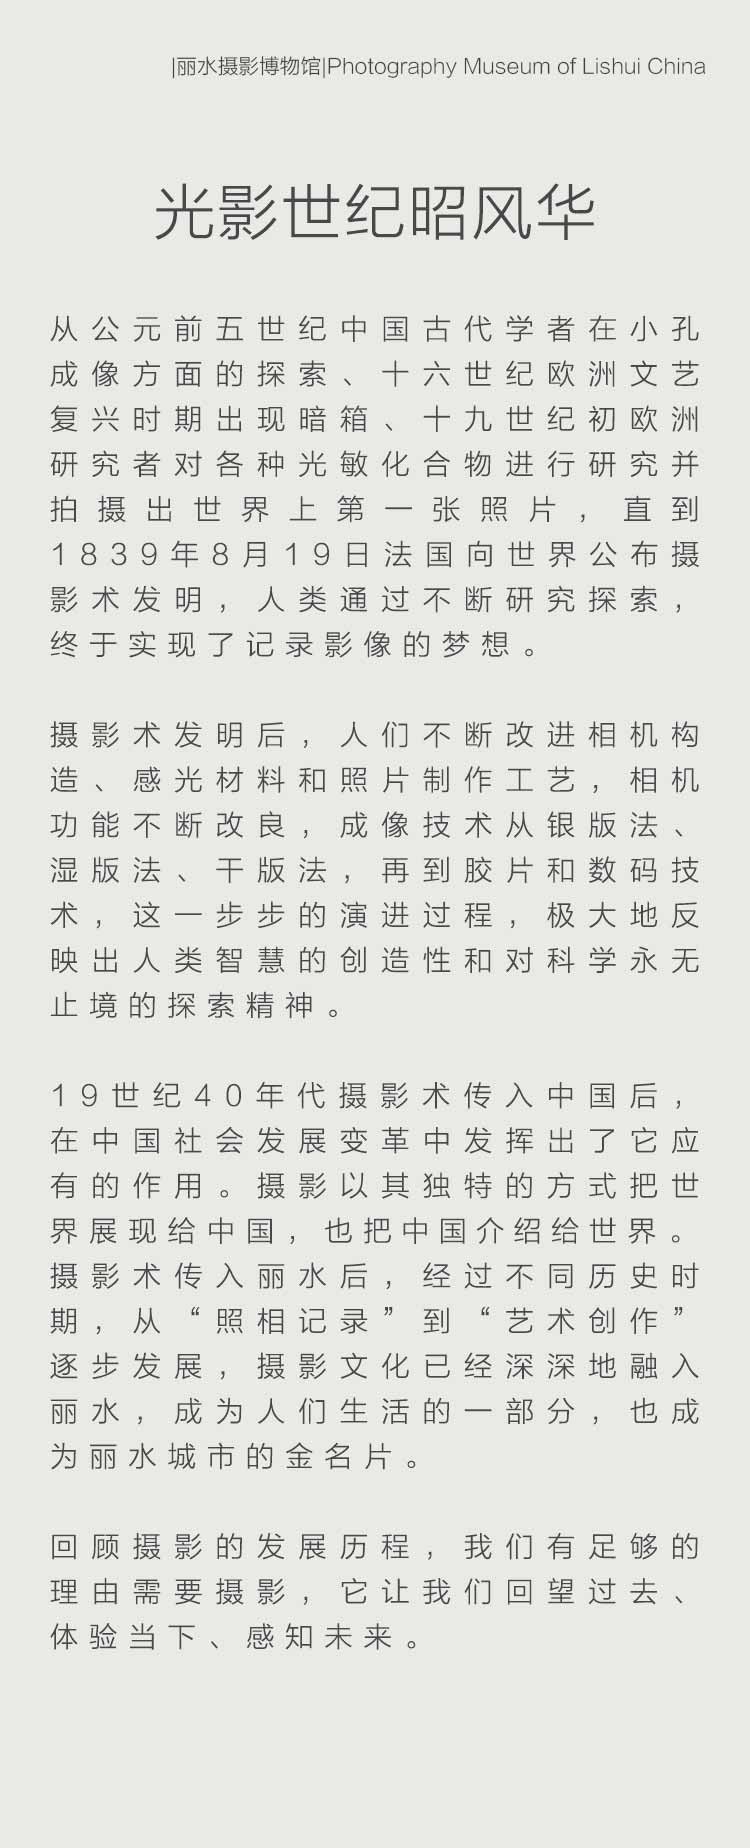 |丽水摄影博物馆|Photography Museum of Lishui China
光影世纪昭风华
从公元前五世纪中国古代学者在小孔
成像方面的探索、十六世纪欧洲文艺
复兴时期出现暗箱、十九世纪初欧洲
研究者对各种光敏化合物进行研究并
拍摄出世界上第一张照片，直到
1839年8月19日法国向世界公布摄
影术发明，人类通过不断研究探索，
终于实现了记录影像的梦想。
摄影术发明后，人们不断改进相机构
造、感光材料和照片制作工艺，相机
功能不断改良，成像技术从银版法、
湿版法、干版法，再到胶片和数码技
术，这一步步的演进过程，极大地反
映出人类智慧的创造性和对科学永无
止境的探索精神。
19世纪40年代摄影术传入中国后，
在中国社会发展变革中发挥出了它应
有的作用。摄影以其独特的方式把世
界展现给中国，也把中国介绍给世界。
摄影术传入丽水后，经过不同历史时
期，从“照相记录”到“艺术创作”
逐步发展，摄影文化已经深深地融入
丽水，成为人们生活的一部分，也成
为丽水城市的金名片。
回顾摄影的发展历程，我们有足够的
理由需要摄影，它让我们回望过去、
体验当下、感知未来。